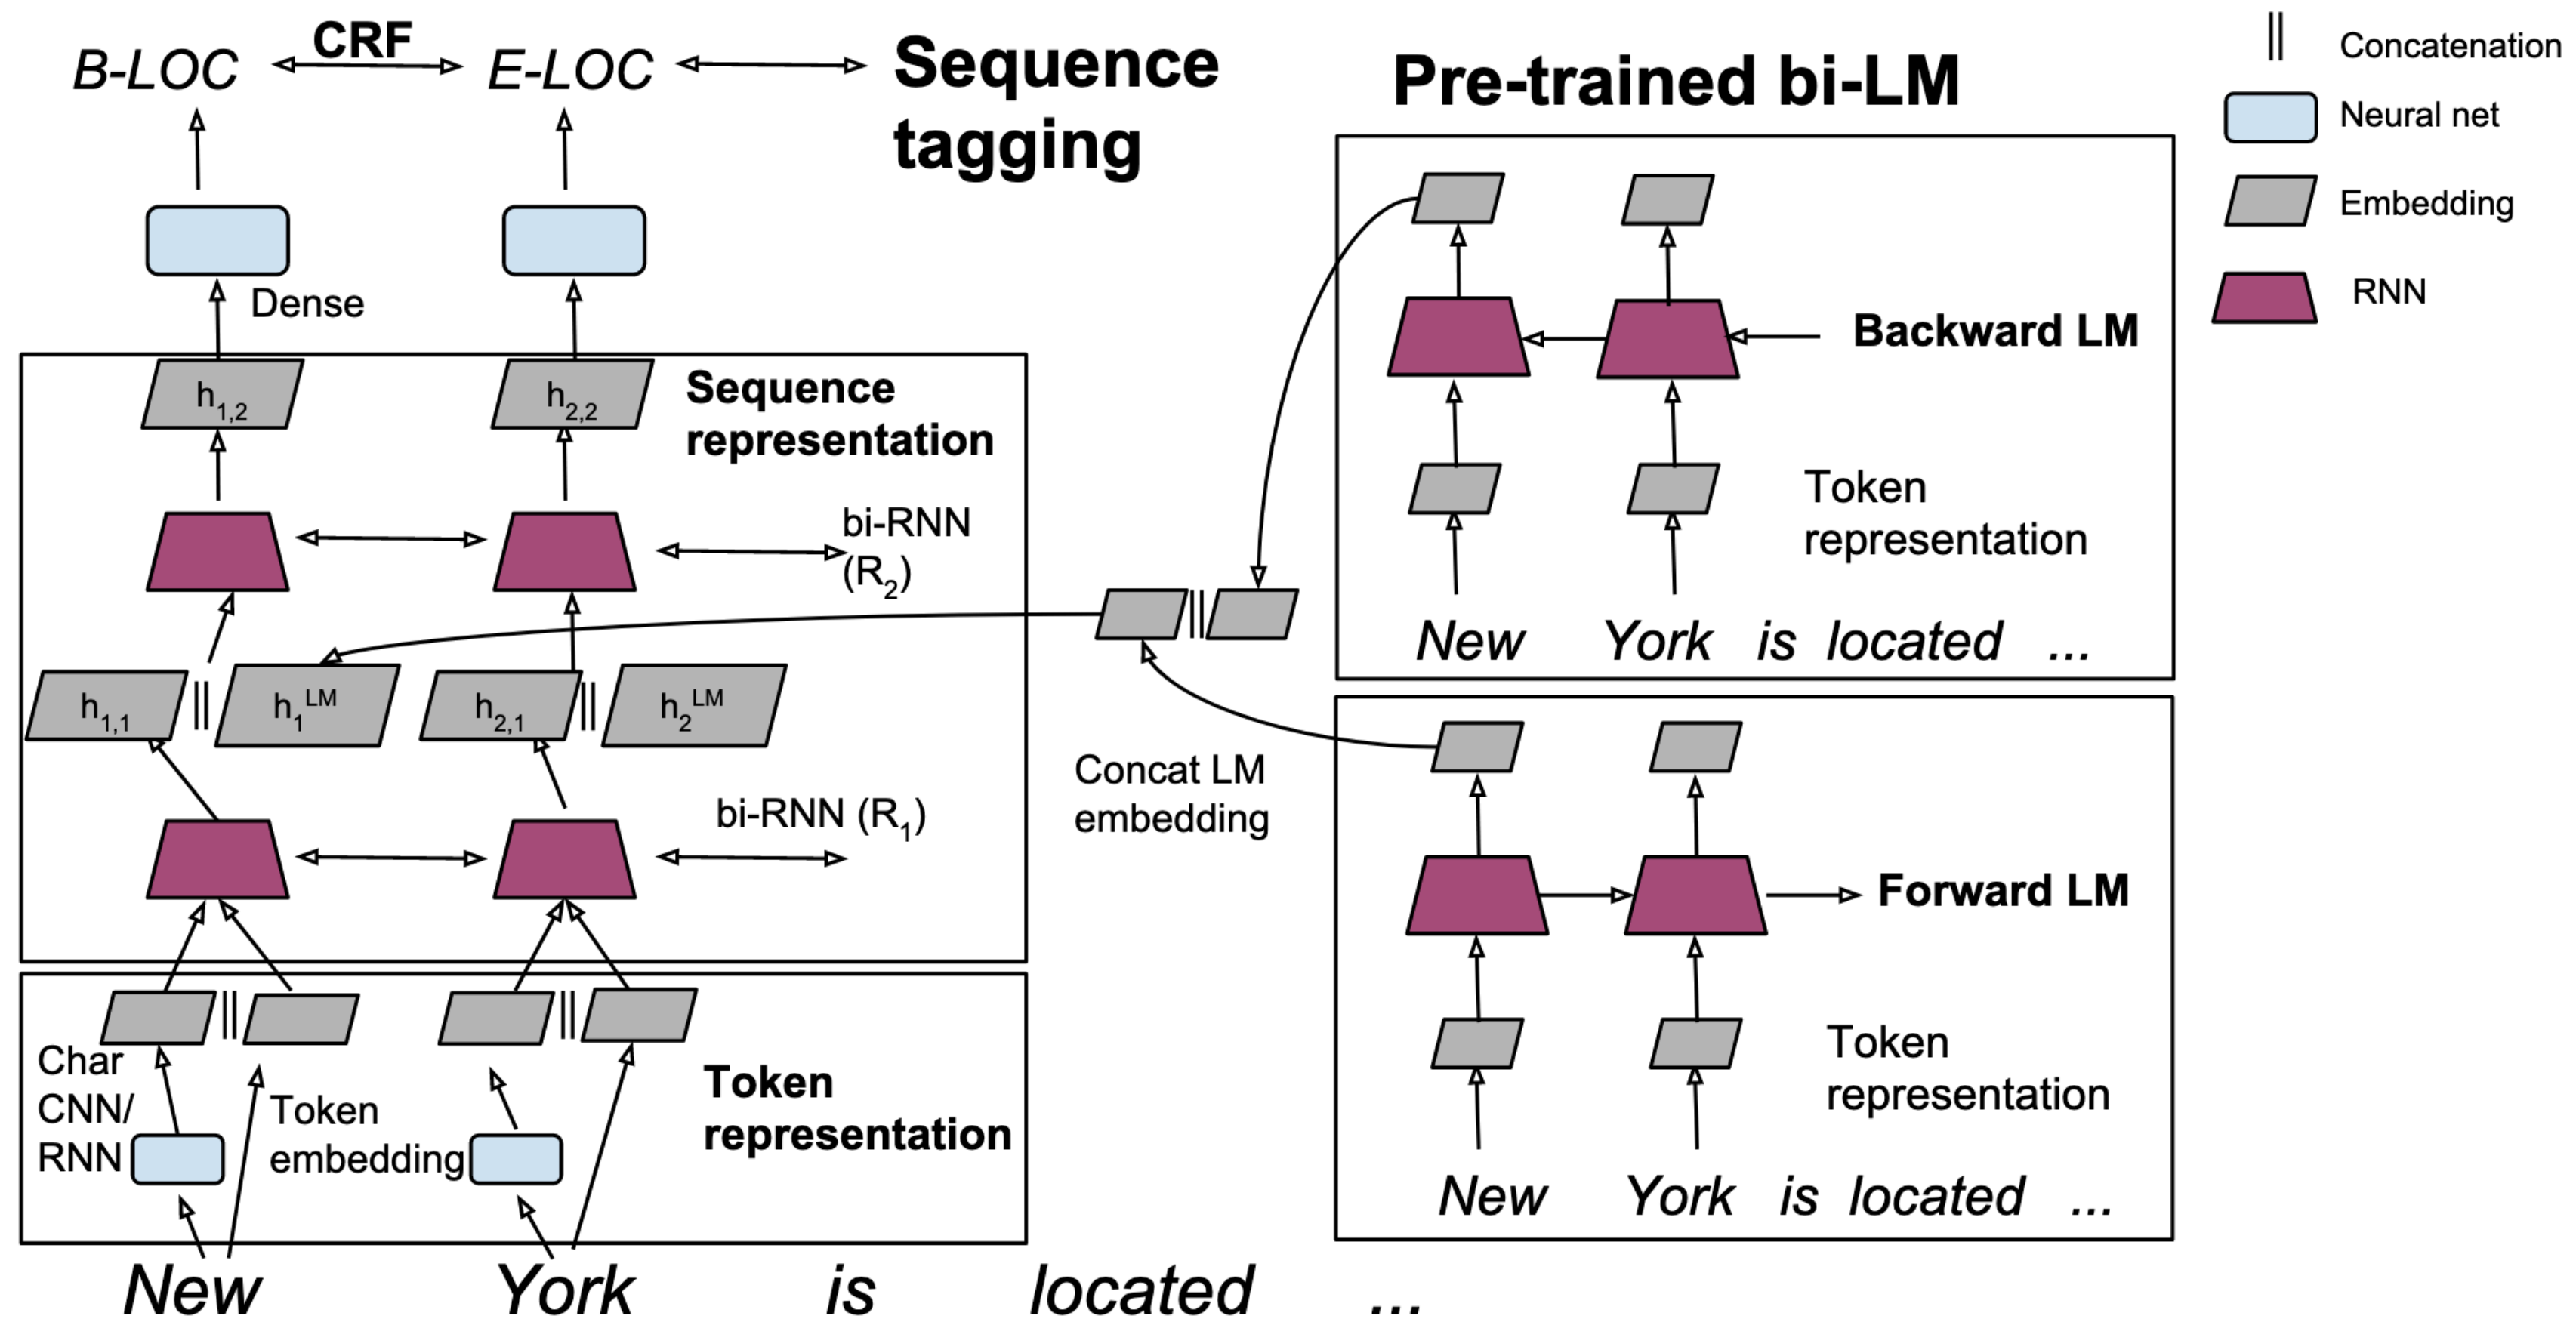 CRF
B-LOC
E-LOC
Sequence
tagging
Dense
h1,2
h2,2
Sequence
representation
bi-RNN
(R2)
h1,1
||
h1LM
h2,1
||
h2LM
bi-RNN (R1)
||
||
Char
CNN/
RNN
Token
embedding
Token
representation
New York is located ...
||
Concat LM
embedding
Pre-trained bi-LM
Backward LM
Token
representation
New York is located ...
Forward LM
Token
representation
New York is located ...
|| Concatenation
Neural net
Embedding
RNN